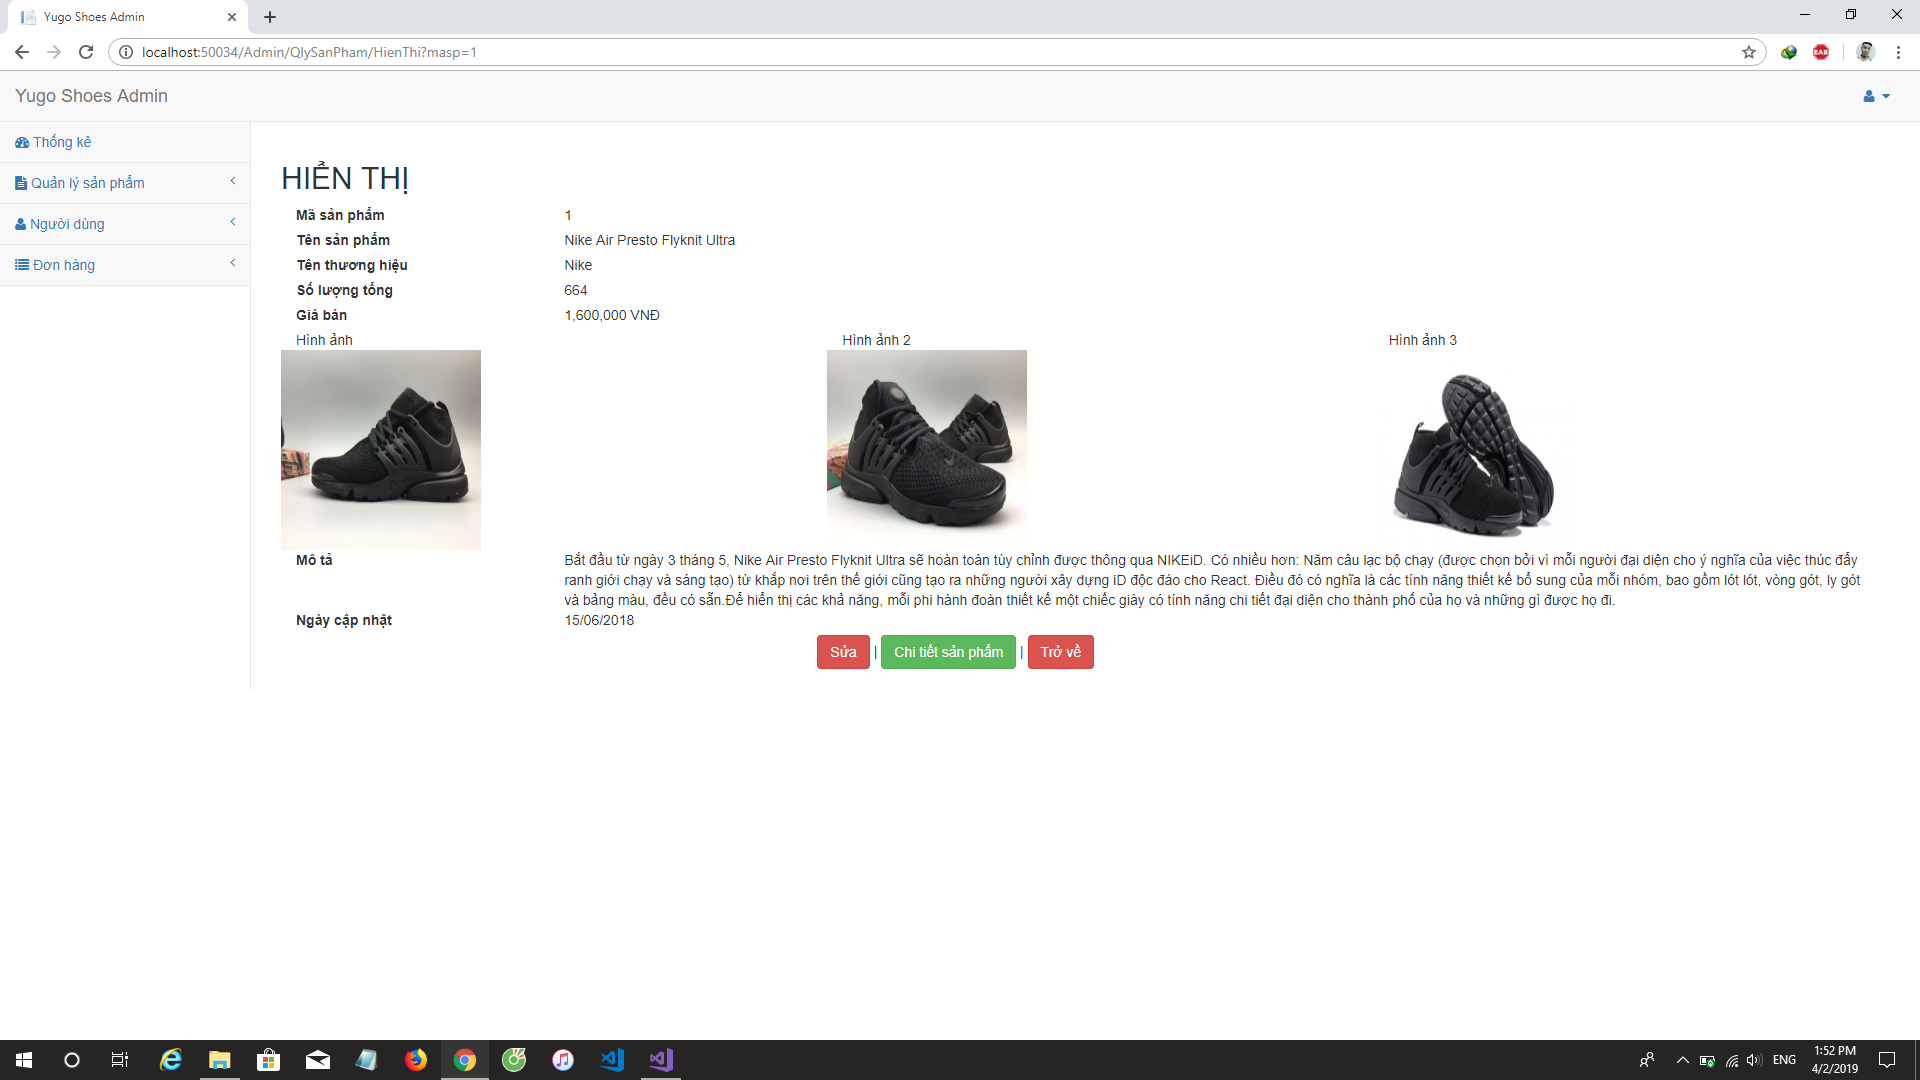 Yugo Shoes Admin
localhost:50034/Admin/QlySanPham/HienThi?masp=1
EAB
Yugo Shoes Admin
Thống kê
Quản lý sản phẩm
Người dùng
Đơn hàng
HIỂN THỊ
Mã sản phẩm 1
Tên sản phẩm Nike Air Presto Flyknit Ultra
Tên thương hiệu Nike
Số lượng tổng 664
Giá bán 1,600,000 VNĐ
Hình ảnh Hình ảnh 2 Hình ảnh 3
Mô tả Bắt đầu từ ngày 3 tháng 5, Nike Air Presto Flyknit Ultra sẽ hoàn toàn tùy chỉnh được thông qua NIKEiD. Có nhiều hơn: Năm câu lạc bộ chạy (được chọn bởi vì mỗi người đại diện cho ý nghĩa của việc thúc đẩy
ranh giới chạy và sáng tạo) từ khắp nơi trên thế giới cũng tạo ra những người xây dựng iD độc đáo cho React. Điều đó có nghĩa là các tính năng thiết kế bổ sung của mỗi nhóm, bao gồm lót lót, vòng gót, ly gót
và bảng màu, đều có sẵn.Để hiển thị các khả năng, mỗi phi hành đoàn thiết kế một chiếc giày có tính năng chi tiết đại diện cho thành phố của họ và những gì được họ đi.
Ngày cập nhật 15/06/2018
Sửa | Chi tiết sản phẩm | Trở về
ENG
1:52 PM
4/2/2019